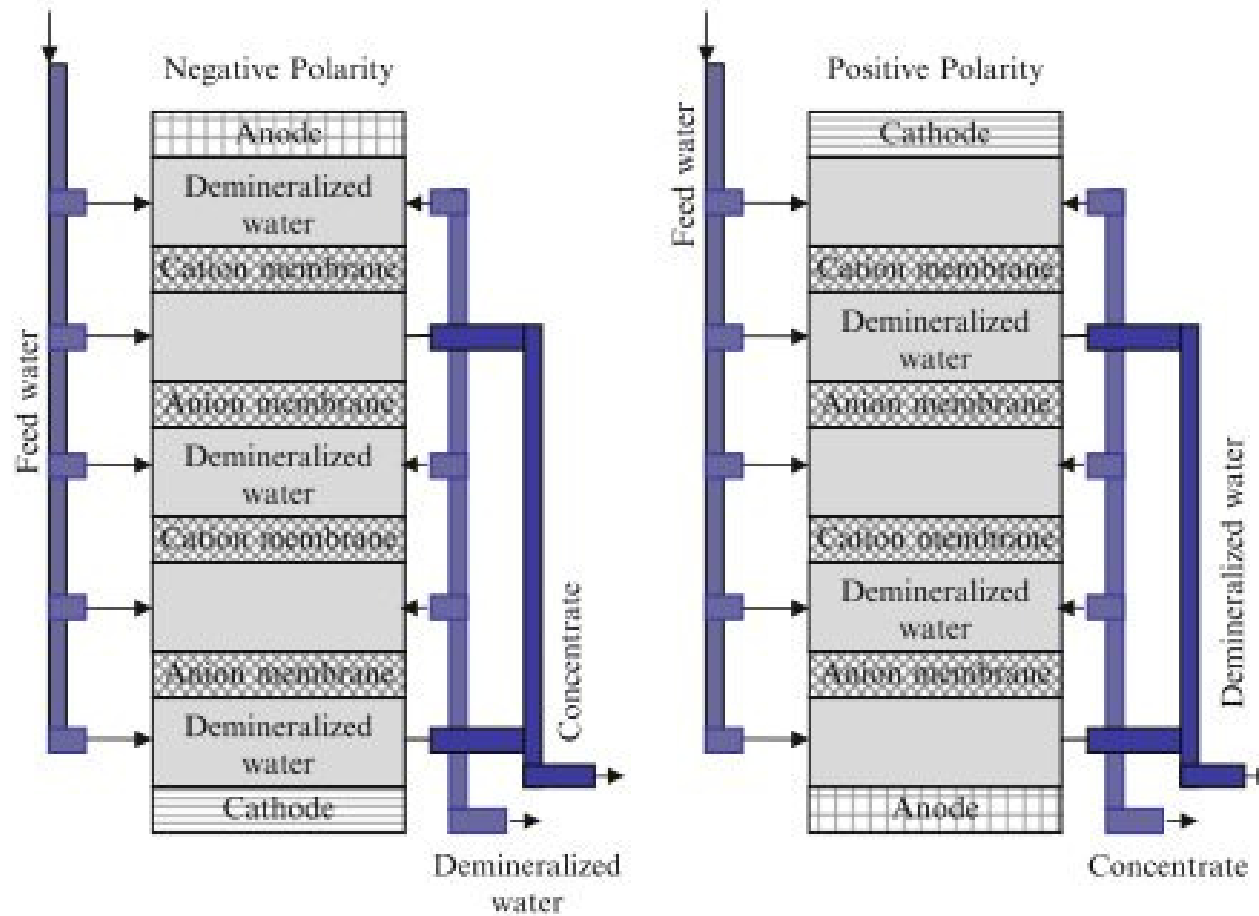 Negative Polarity
Feed water
Anode
Demineralized
water
Cation membrane
Anion membrane
Demineralized
water
Cation membrane
Anion membrane
Demineralized
water
Cathode
Concentrate
Demineralized
water
Positive Polarity
Feed water
Cathode
Cation membrane
Demineralized
water
Anion membrane
Cation membrane
Demineralized
water
Anion membrane
Anode
Demineralized water
Concentrate